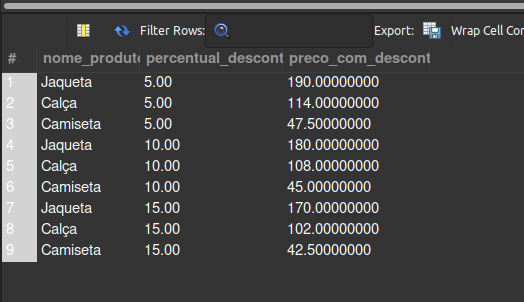 Filter Rows: Export: Wrap Cell Con
# nome_produto percentual_descont preco_com_descont
1 Jaqueta 5.00 190.00000000
2 Calça 5.00 114.00000000
3 Camiseta 5.00 47.50000000
4 Jaqueta 10.00 180.00000000
5 Calça 10.00 108.00000000
6 Camiseta 10.00 45.00000000
7 Jaqueta 15.00 170.00000000
8 Calça 15.00 102.00000000
9 Camiseta 15.00 42.50000000